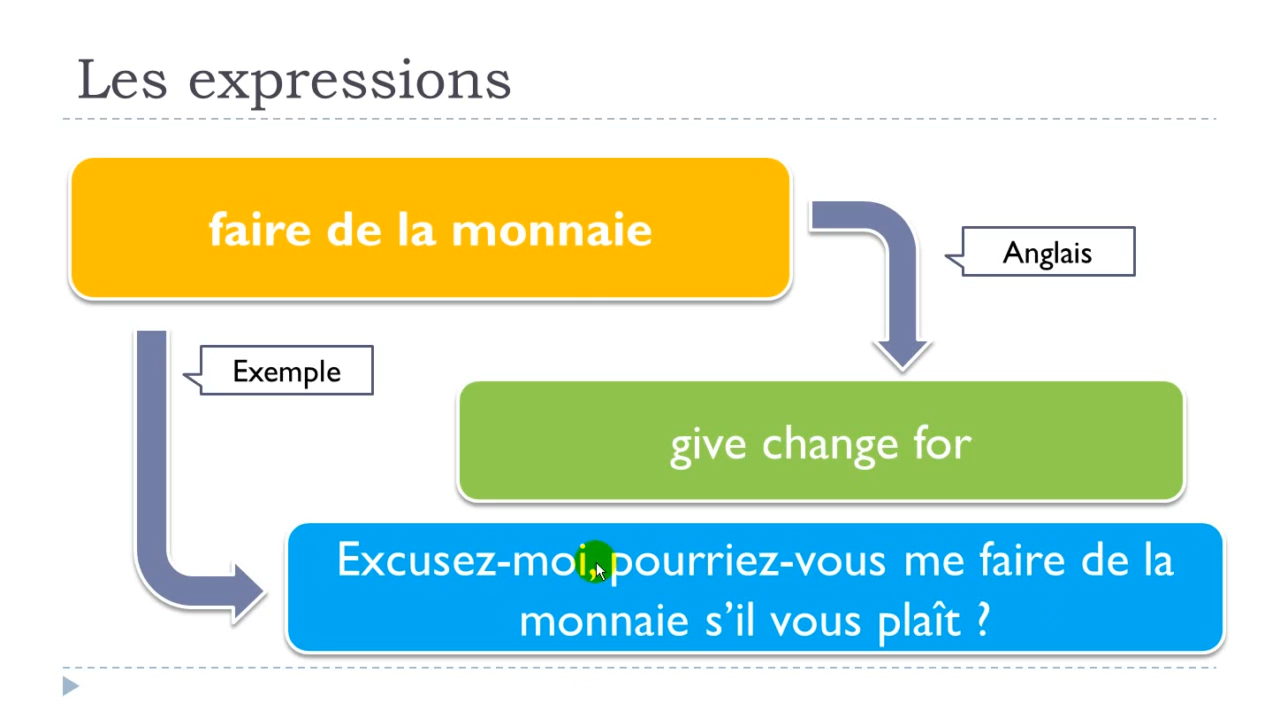 Les expressions
faire de la monnaie
Anglais
Exemple
give change for
Excusez-moi, pourriez-vous me faire de la
monnaie s’il vous plaît ?